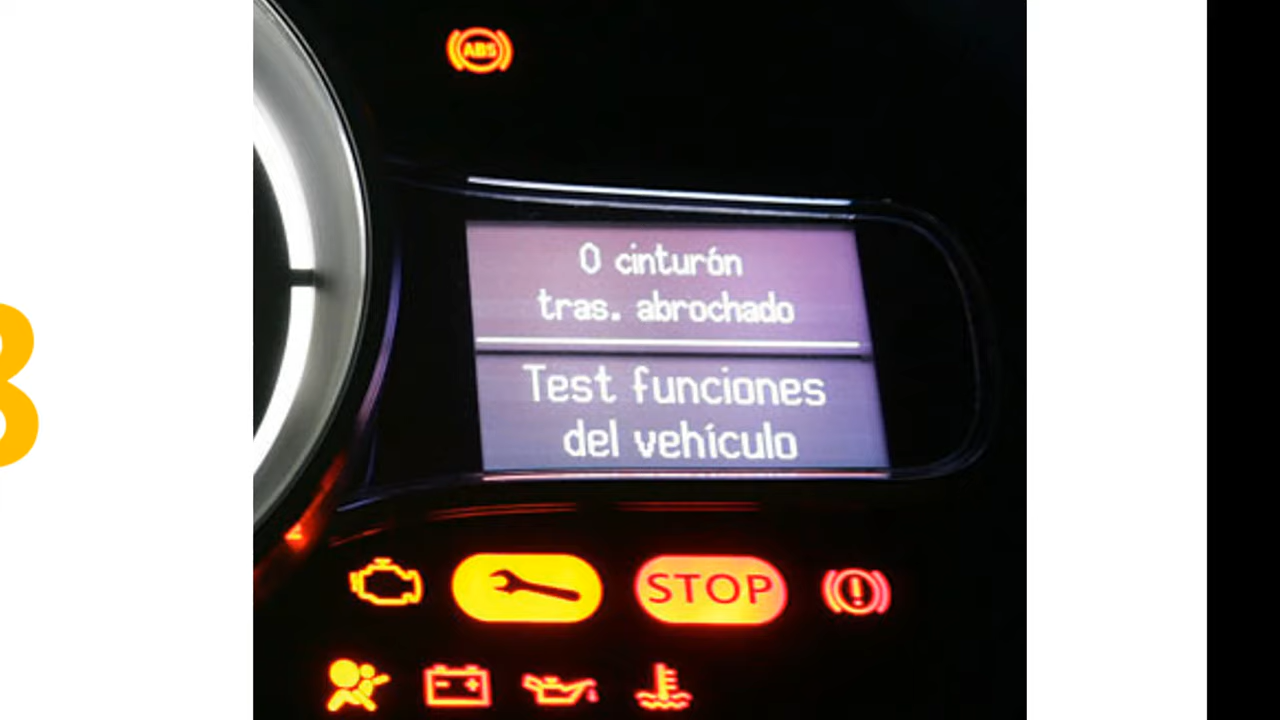 ABS
0 cinturón
tras. abrochado
Test funciones
del vehículo
STOP